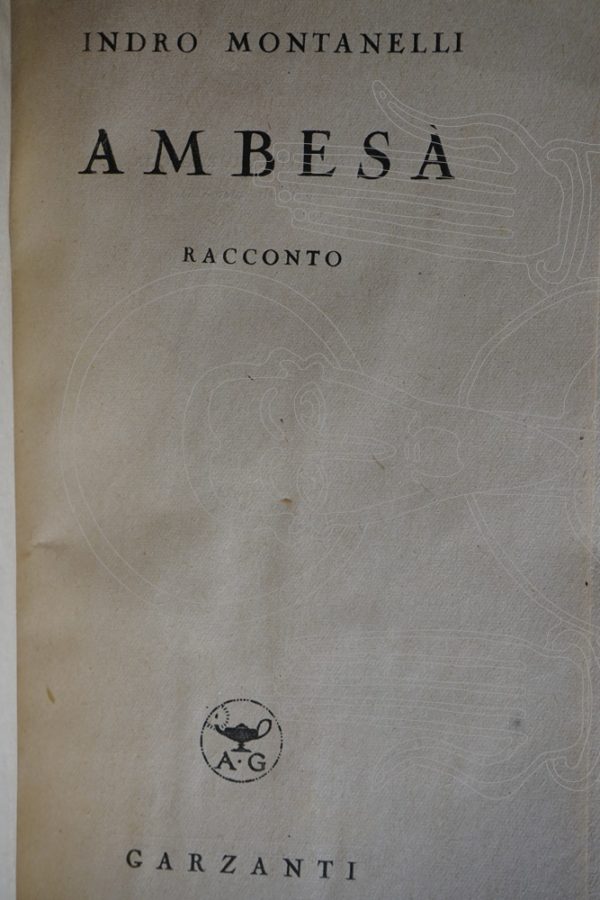 INDRO MONTANELLI
AMBESÀ
RACCONTO
A·G
GARZANTI